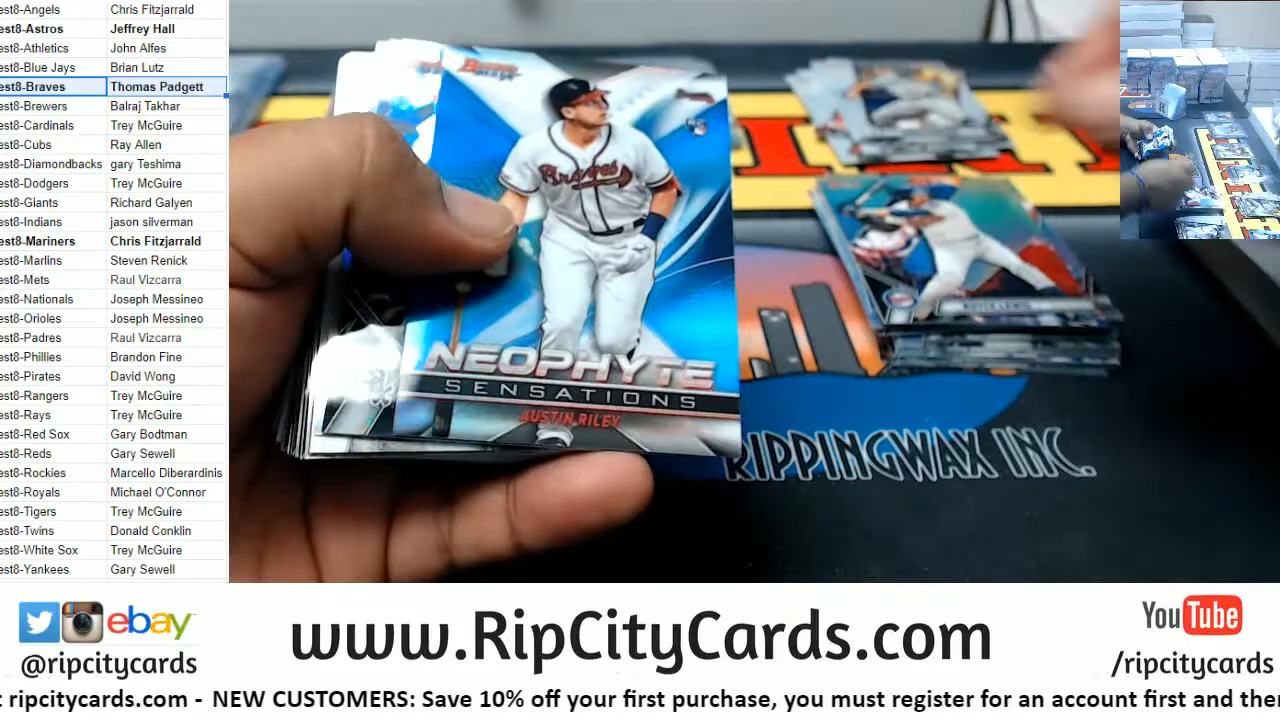 est8-Angels Chris Fitzjarrald
est8-Astros Jeffrey Hall
est8-Athletics John Alfes
est8-Blue Jays Brian Lutz
est8-Braves Thomas Padgett
est8-Brewers Balraj Takhar
est8-Cardinals Trey McGuire
est8-Cubs Ray Allen
est8-Diamondbacks gary Teshima
est8-Dodgers Trey McGuire
est8-Giants Richard Galyen
est8-Indians jason silverman
est8-Mariners Chris Fitzjarrald
est8-Marlins Steven Renick
est8-Mets Raul Vizcarra
est8-Nationals Joseph Messineo
est8-Orioles Joseph Messineo
est8-Padres Raul Vizcarra
est8-Phillies Brandon Fine
est8-Pirates David Wong
est8-Rangers Trey McGuire
est8-Rays Trey McGuire
est8-Red Sox Gary Bodtman
est8-Reds Gary Sewell
est8-Rockies Marcello Diberardinis
est8-Royals Michael O'Connor
est8-Tigers Trey McGuire
est8-Twins Donald Conklin
est8-White Sox Trey McGuire
est8-Yankees Gary Sewell
Braves
NEOPHYTE
SENSATIONS
AUSTIN RILEY
ROYCE LEWIS
RIPPINGWAX INC.
ebay
@ripcitycards
www.RipCityCards.com
YouTube
/ripcitycards
t ripcitycards.com - NEW CUSTOMERS: Save 10% off your first purchase, you must register for an account first and the